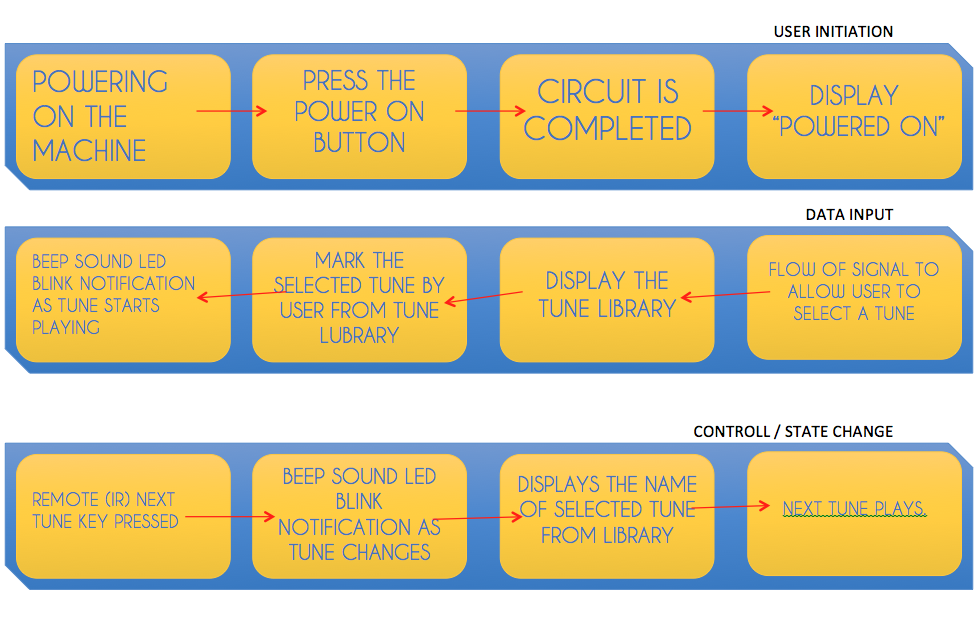 USER INITIATION
POWERING
ON THE
MACHINE
PRESS THE
POWER ON
BUTTON
CIRCUIT IS
COMPLETED
DISPLAY
“POWERED ON”
DATA INPUT
BEEP SOUND LED
BLINK NOTIFICATION
AS TUNE STARTS
PLAYING
MARK THE
SELECTED TUNE BY
USER FROM TUNE
LUBRARY
DISPLAY THE
TUNE LIBRARY
FLOW OF SIGNAL TO
ALLOW USER TO
SELECT A TUNE
CONTROLL / STATE CHANGE
REMOTE (IR) NEXT
TUNE KEY PRESSED
BEEP SOUND LED
BLINK
NOTIFICATION AS
TUNE CHANGES
DISPLAYS THE NAME
OF SELECTED TUNE
FROM LIBRARY
NEXT TUNE PLAYS.